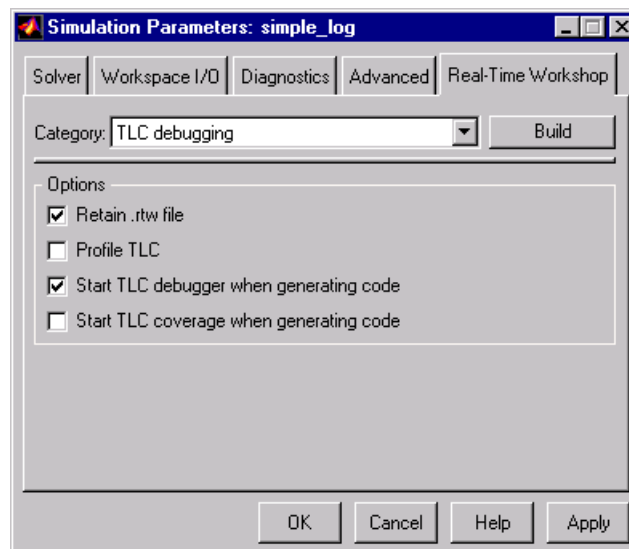 Simulation Parameters: simple_log
Solver Workspace I/O Diagnostics Advanced Real-Time Workshop
Category: TLC debugging Build
Options
Retain .rtw file
Profile TLC
Start TLC debugger when generating code
Start TLC coverage when generating code
OK Cancel Help Apply